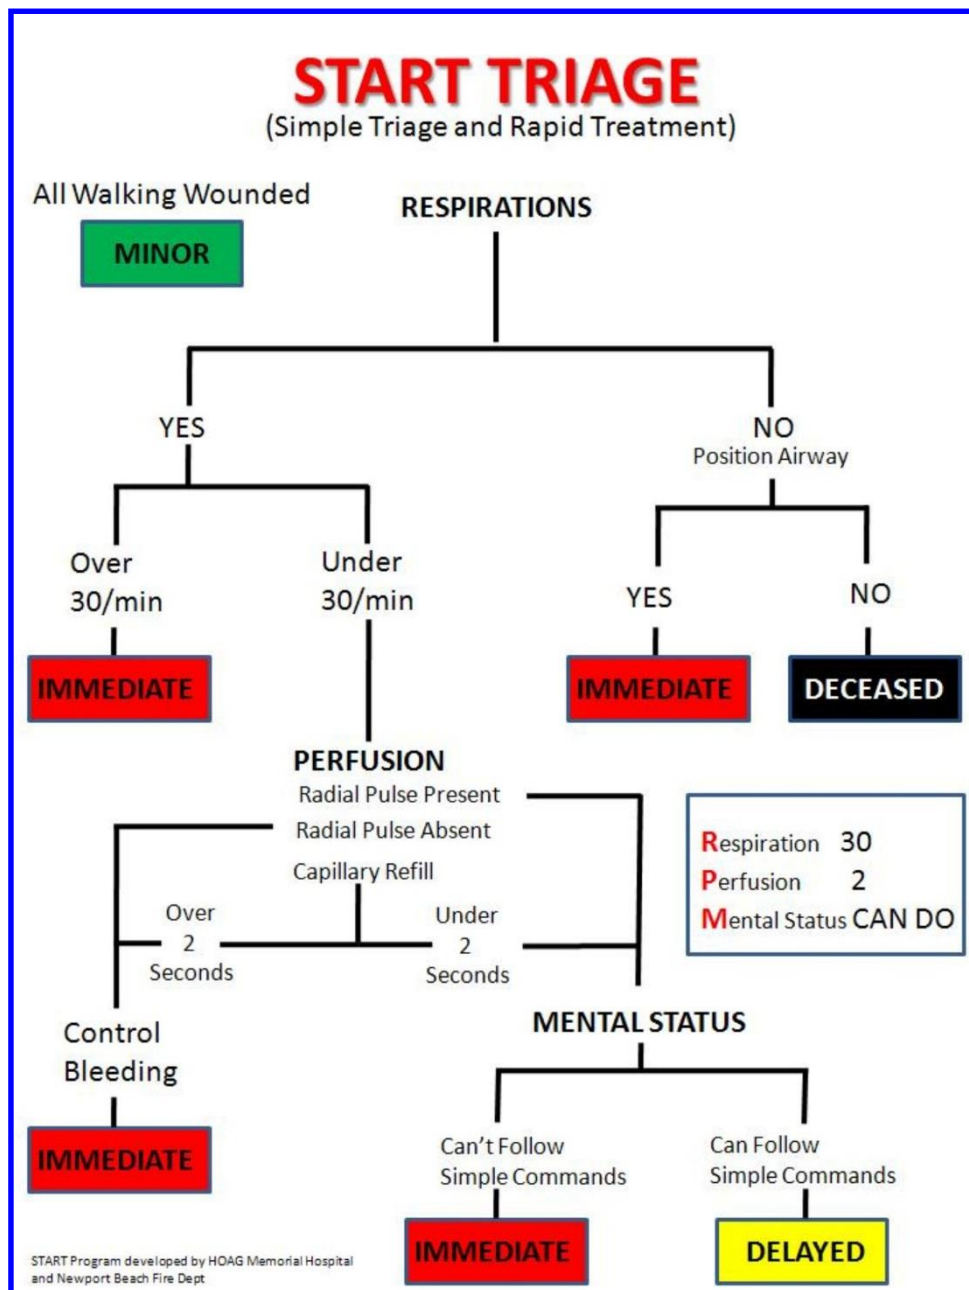 START TRIAGE
(Simple Triage and Rapid Treatment)
All Walking Wounded
MINOR
RESPIRATIONS
YES
NO
Position Airway
Over
30/min
Under
30/min
YES
NO
IMMEDIATE
IMMEDIATE
DECEASED
PERFUSION
Radial Pulse Present
Radial Pulse Absent
Capillary Refill
Over
2
Seconds
Under
2
Seconds
Respiration 30
Perfusion 2
Mental Status CAN DO
Control
Bleeding
IMMEDIATE
MENTAL STATUS
Can't Follow
Simple Commands
Can Follow
Simple Commands
IMMEDIATE
DELAYED
START Program developed by HOAG Memorial Hospital
and Newport Beach Fire Dept